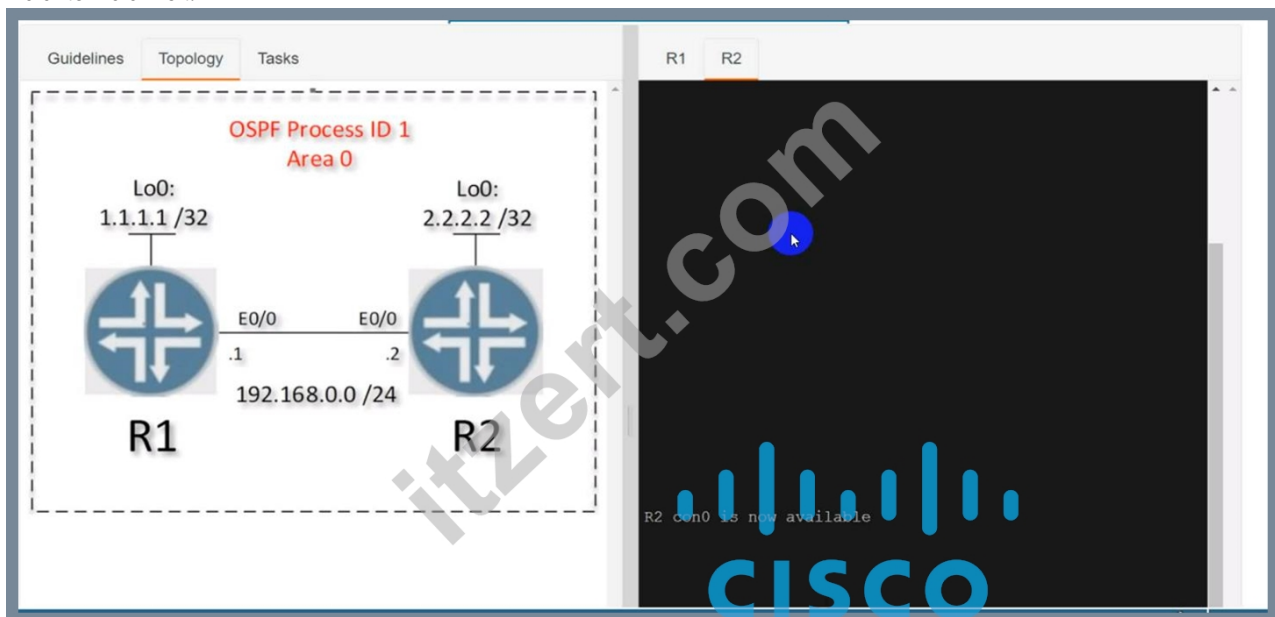 Guidelines Topology Tasks
R1 R2
OSPF Process ID 1
Area 0
Lo0:
1.1.1.1 /32
Lo0:
2.2.2.2 /32
E0/0 E0/0
.1 .2
192.168.0.0 /24
R1 R2
R2 con0 is now available
itzert.com
CISCO